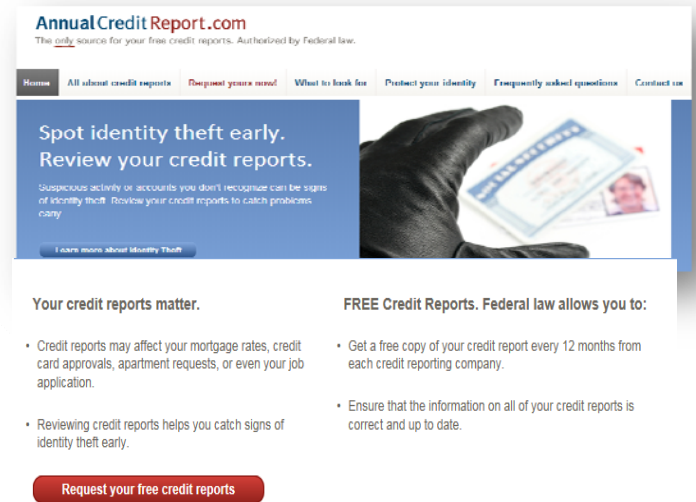 AnnualCreditReport.com
The only source for your free credit reports. Authorized by Federal law.
Home All about credit reports Request yours now! What to look for Protect your identity Frequently asked questions Contact us
Spot identity theft early.
Review your credit reports.
Suspicious activity or accounts you don't recognize can be signs
of identity theft. Review your credit reports to catch problems
early.
Learn more about Identity Theft
SOCIAL SECURITY
Your credit reports matter.
• Credit reports may affect your mortgage rates, credit
card approvals, apartment requests, or even your job
application.
• Reviewing credit reports helps you catch signs of
identity theft early.
Request your free credit reports
FREE Credit Reports. Federal law allows you to:
• Get a free copy of your credit report every 12 months from
each credit reporting company.
• Ensure that the information on all of your credit reports is
correct and up to date.